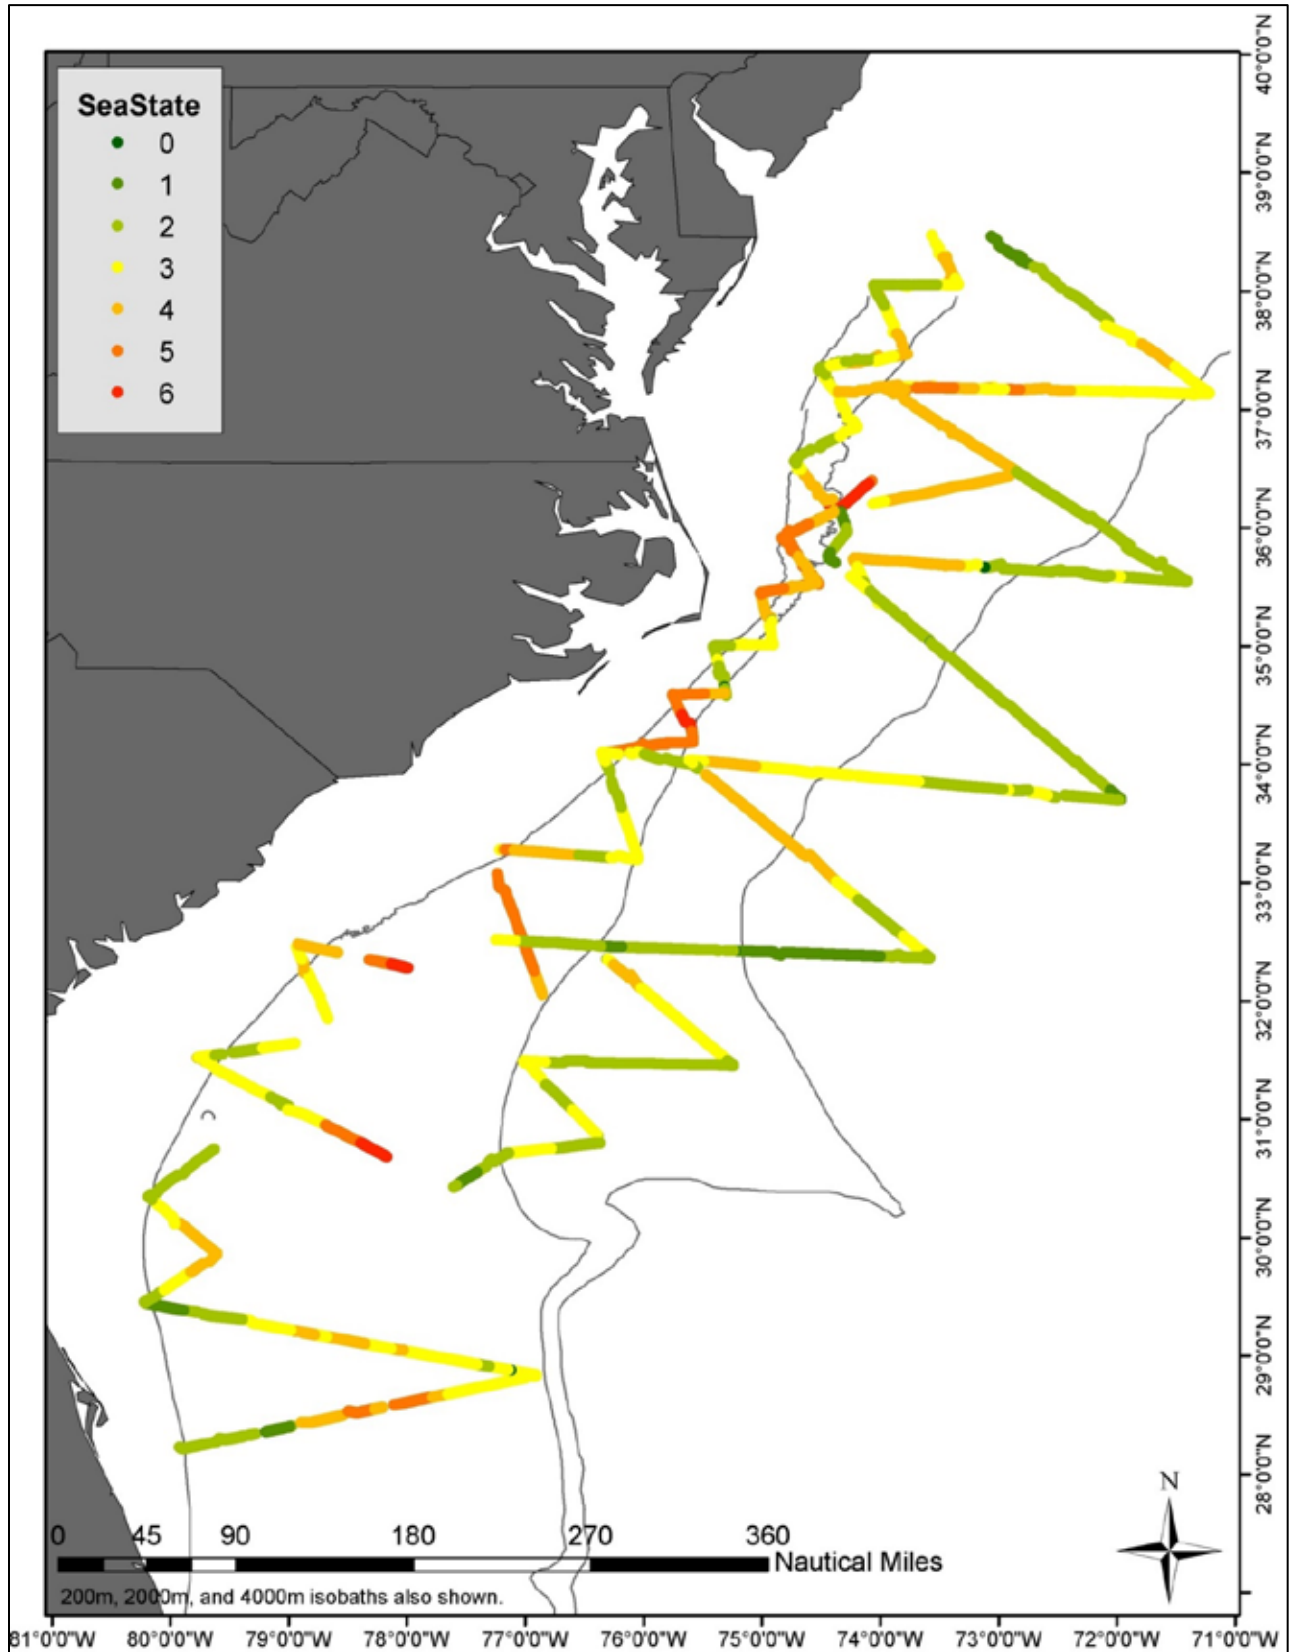 SeaState
0
1
2
3
4
5
6
40°0'0"N
39°0'0"N
38°0'0"N
37°0'0"N
36°0'0"N
35°0'0"N
34°0'0"N
33°0'0"N
32°0'0"N
31°0'0"N
30°0'0"N
29°0'0"N
28°0'0"N
N
0 45 90 180 270 360
Nautical Miles
200m, 2000m, and 4000m isobaths also shown.
81°0'0"W 80°0'0"W 79°0'0"W 78°0'0"W 77°0'0"W 76°0'0"W 75°0'0"W 74°0'0"W 73°0'0"W 72°0'0"W 71°0'0"W